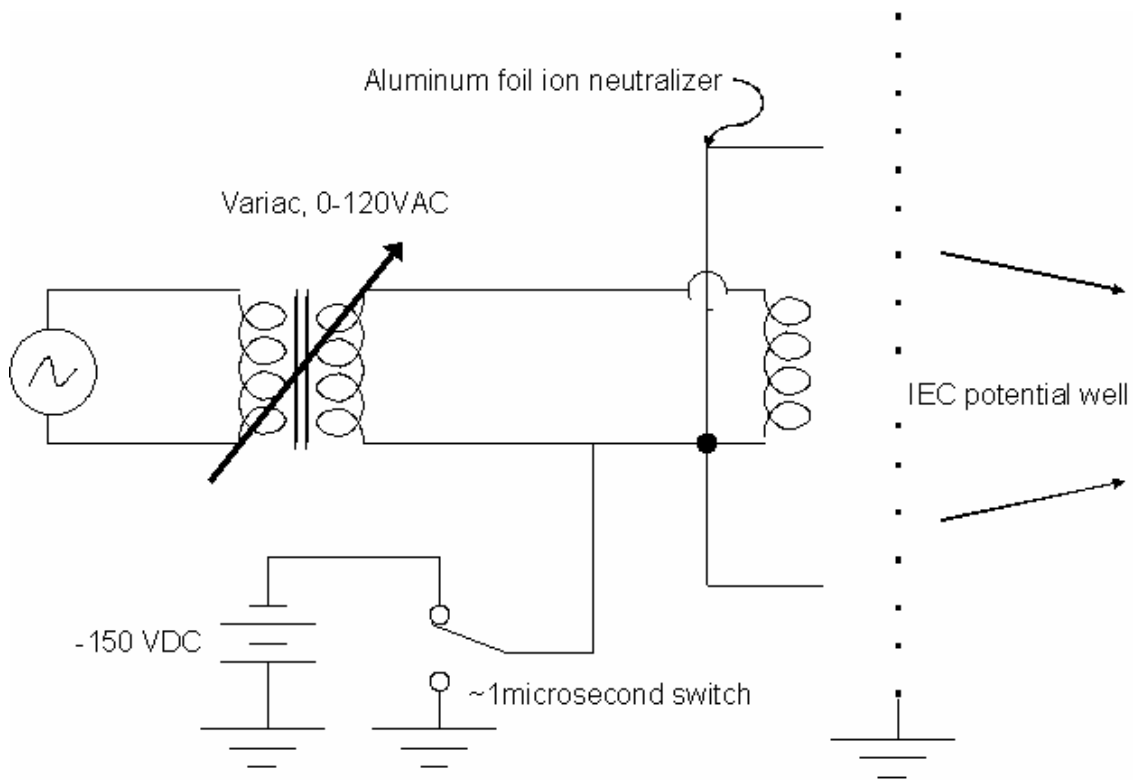 Aluminum foil ion neutralizer
Variac, 0-120VAC
IEC potential well
-150 VDC
~1microsecond switch